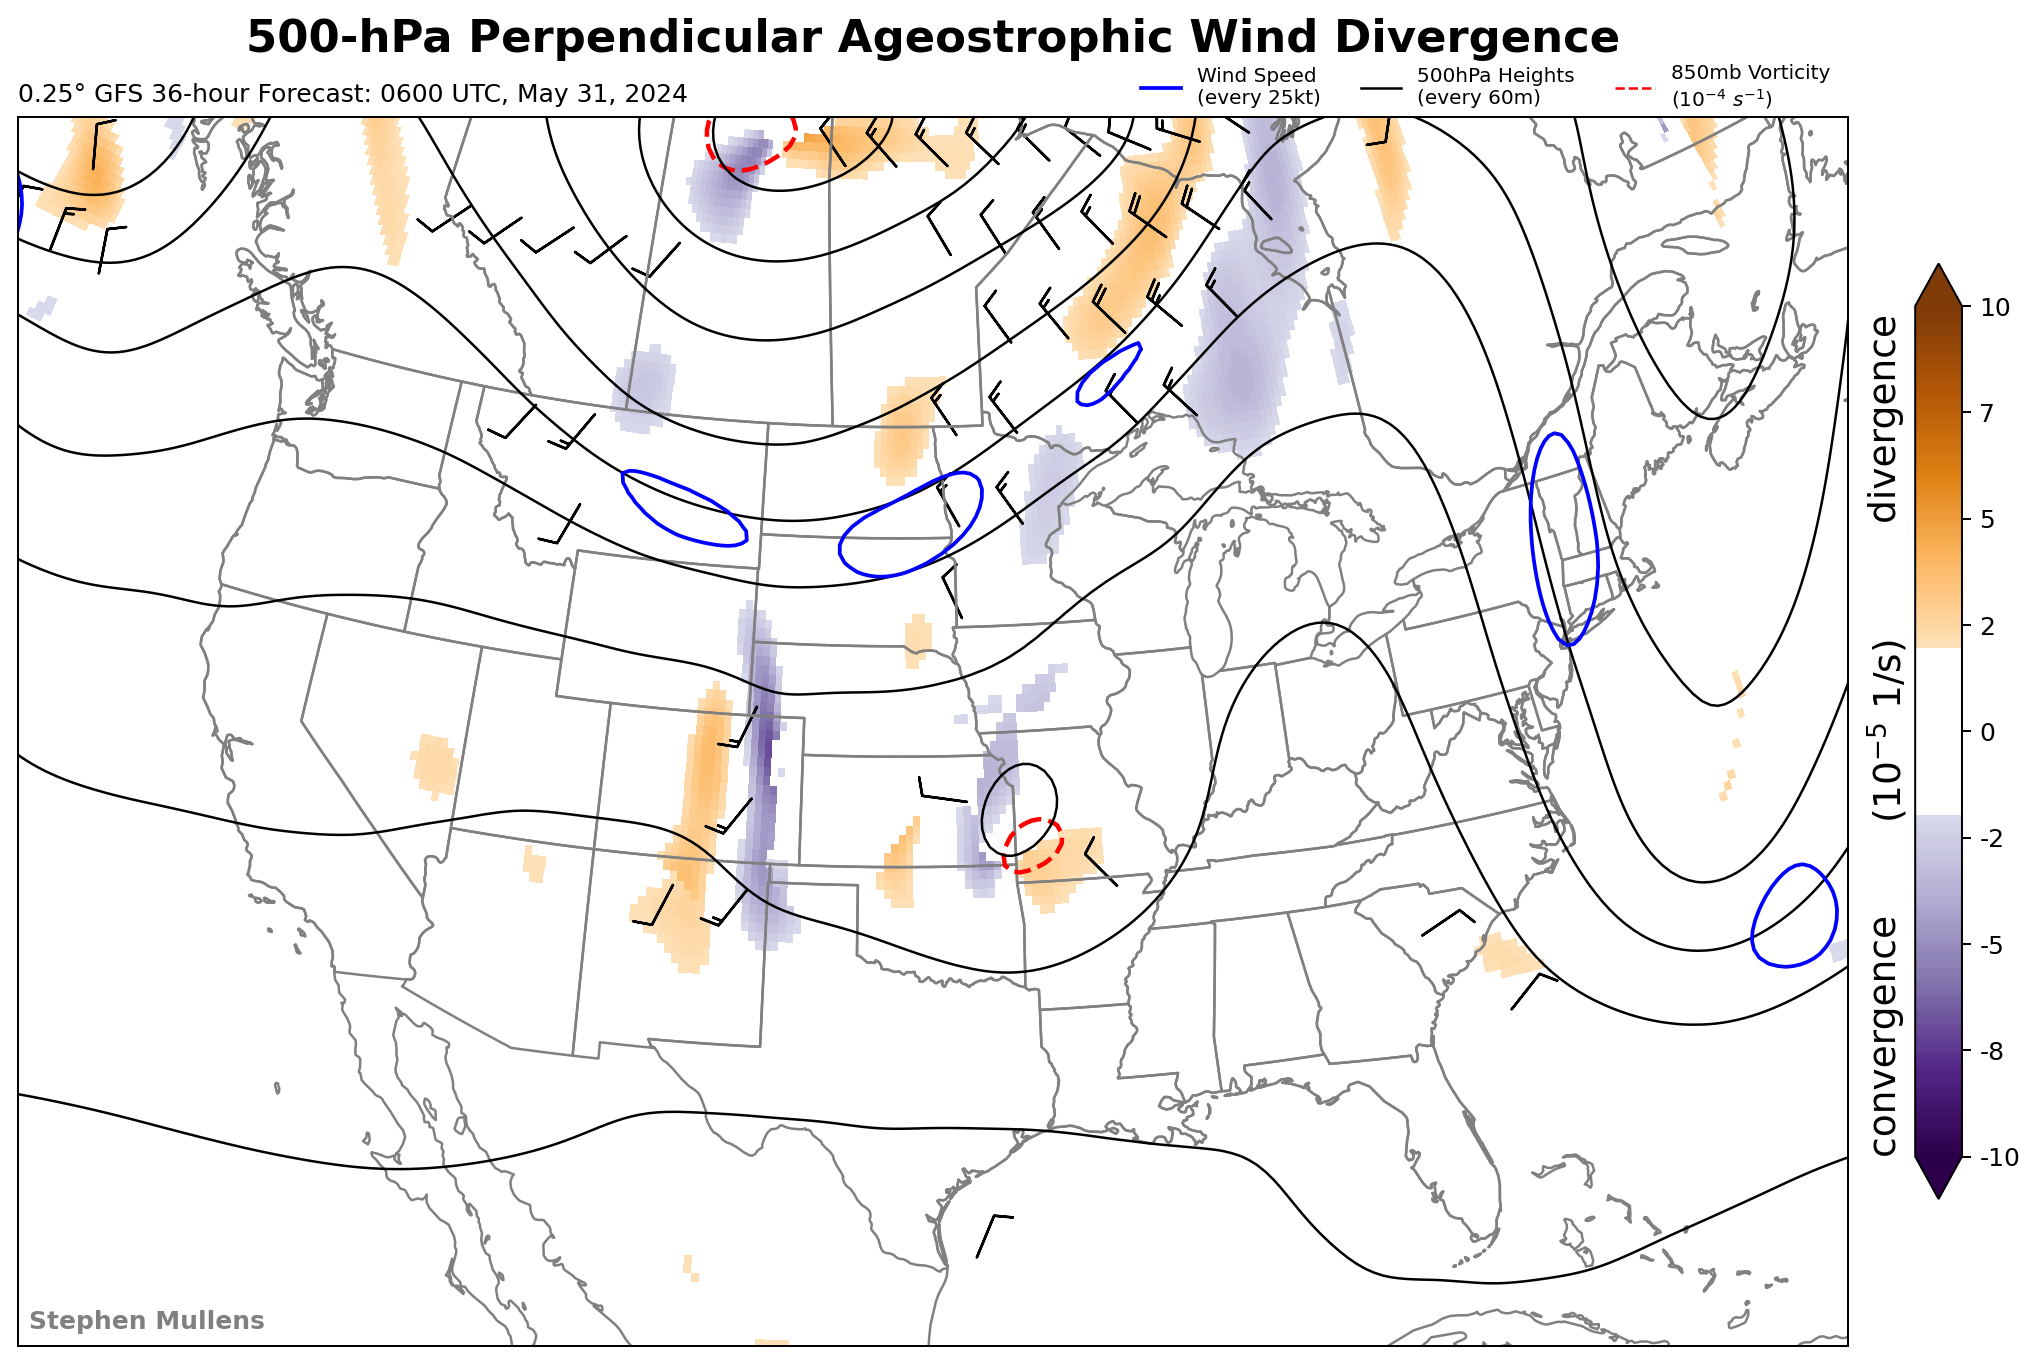 500-hPa Perpendicular Ageostrophic Wind Divergence
0.25° GFS 36-hour Forecast: 0600 UTC, May 31, 2024
Wind Speed
(every 25kt)
500hPa Heights
(every 60m)
850mb Vorticity
(10⁻⁴ s⁻¹)
10
7
5
2
0
-2
-5
-8
-10
convergence (10⁻⁵ 1/s) divergence
Stephen Mullens